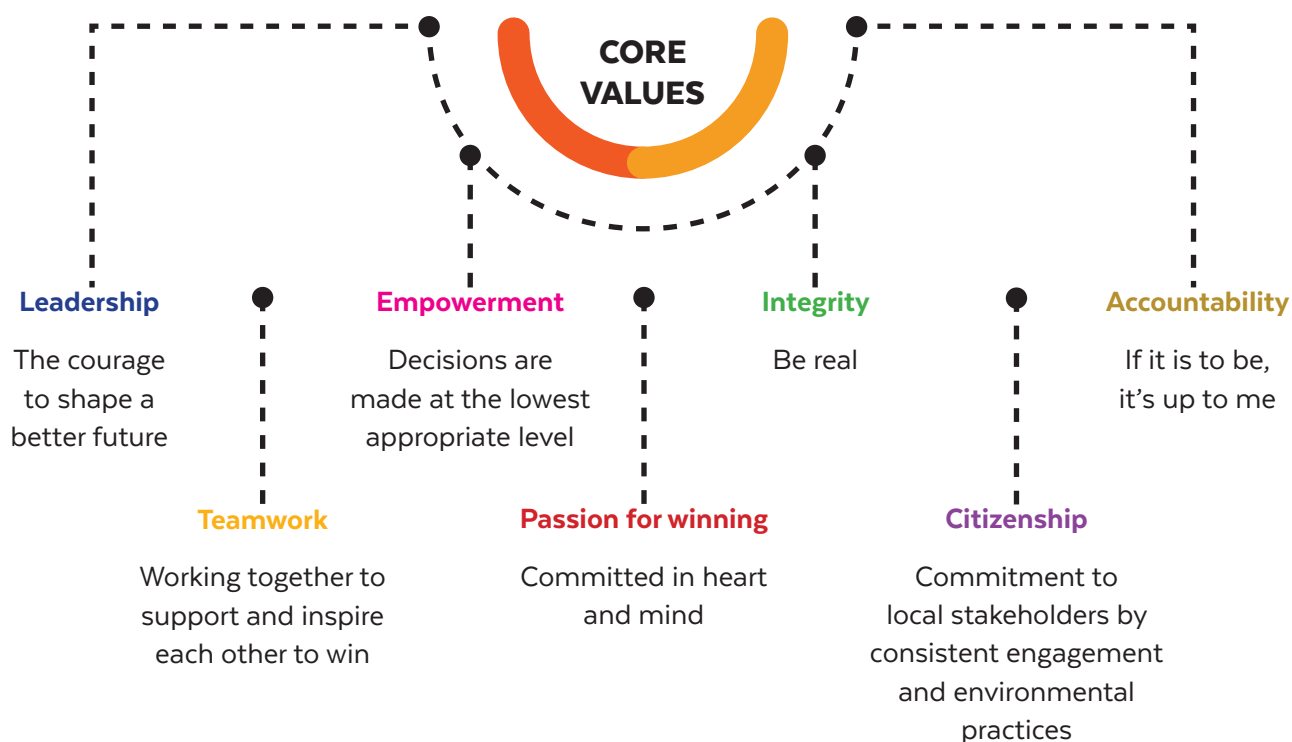 CORE
VALUES
Leadership
The courage
to shape a
better future
Empowerment
Decisions are
made at the lowest
appropriate level
Integrity
Be real
Accountability
If it is to be,
it’s up to me
Teamwork
Working together to
support and inspire
each other to win
Passion for winning
Committed in heart
and mind
Citizenship
Commitment to
local stakeholders by
consistent engagement
and environmental
practices